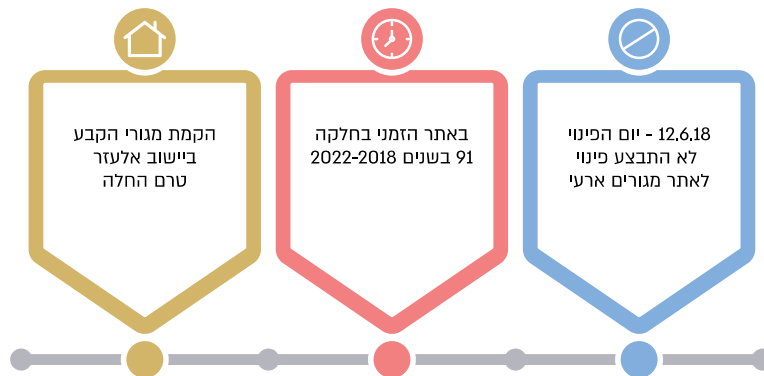 12.6.18 - יום הפינוי
לא התבצע פינוי
לאתר מגורים ארעי
באתר הזמני בחלקה
91 בשנים 2022-2018
הקמת מגורי הקבע
ביישוב אלעזר
טרם החלה